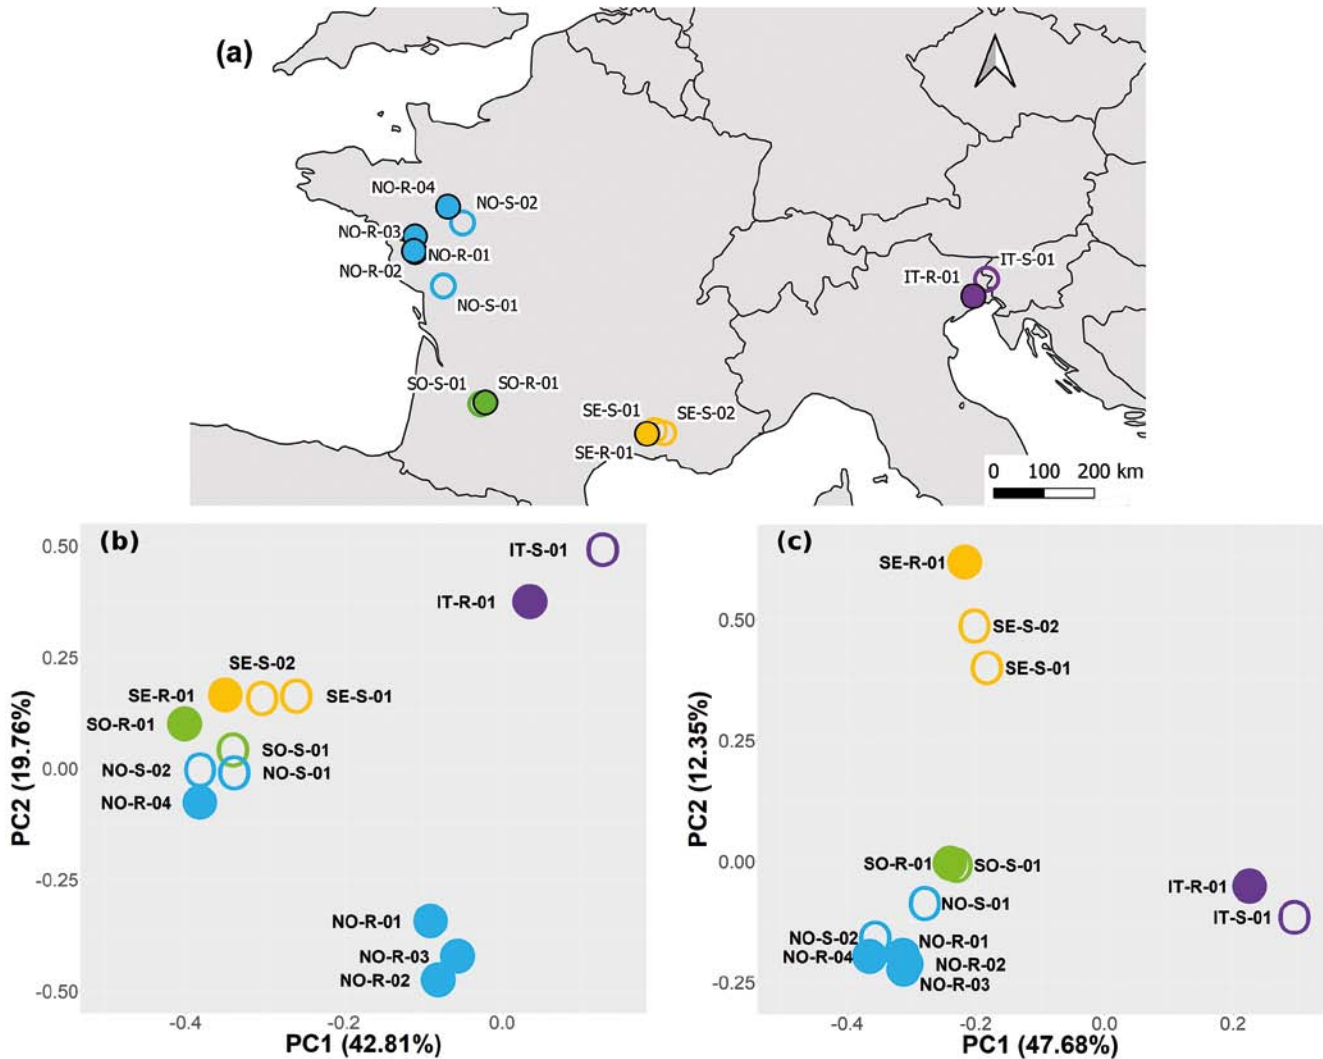 (a)
NO-R-04
NO-S-02
NO-R-03
NO-R-01
NO-R-02
NO-S-01
IT-S-01
IT-R-01
SO-S-01
SO-R-01
SE-S-01
SE-S-02
SE-R-01
0 100 200 km
(b)
PC2 (19.76%)
0.50
0.25
0.00
-0.25
-0.50
IT-S-01
IT-R-01
SE-S-02
SE-R-01
SE-S-01
SO-R-01
SO-S-01
NO-S-02
NO-S-01
NO-R-04
NO-R-01
NO-R-03
NO-R-02
-0.4 -0.2 0.0
PC1 (42.81%)
(c)
PC2 (12.35%)
0.50
0.25
0.00
-0.25
SE-R-01
SE-S-02
SE-S-01
SO-R-01
SO-S-01
IT-R-01
NO-S-01
IT-S-01
NO-S-02
NO-R-01
NO-R-04
NO-R-02
NO-R-03
-0.4 -0.2 0.0 0.2
PC1 (47.68%)